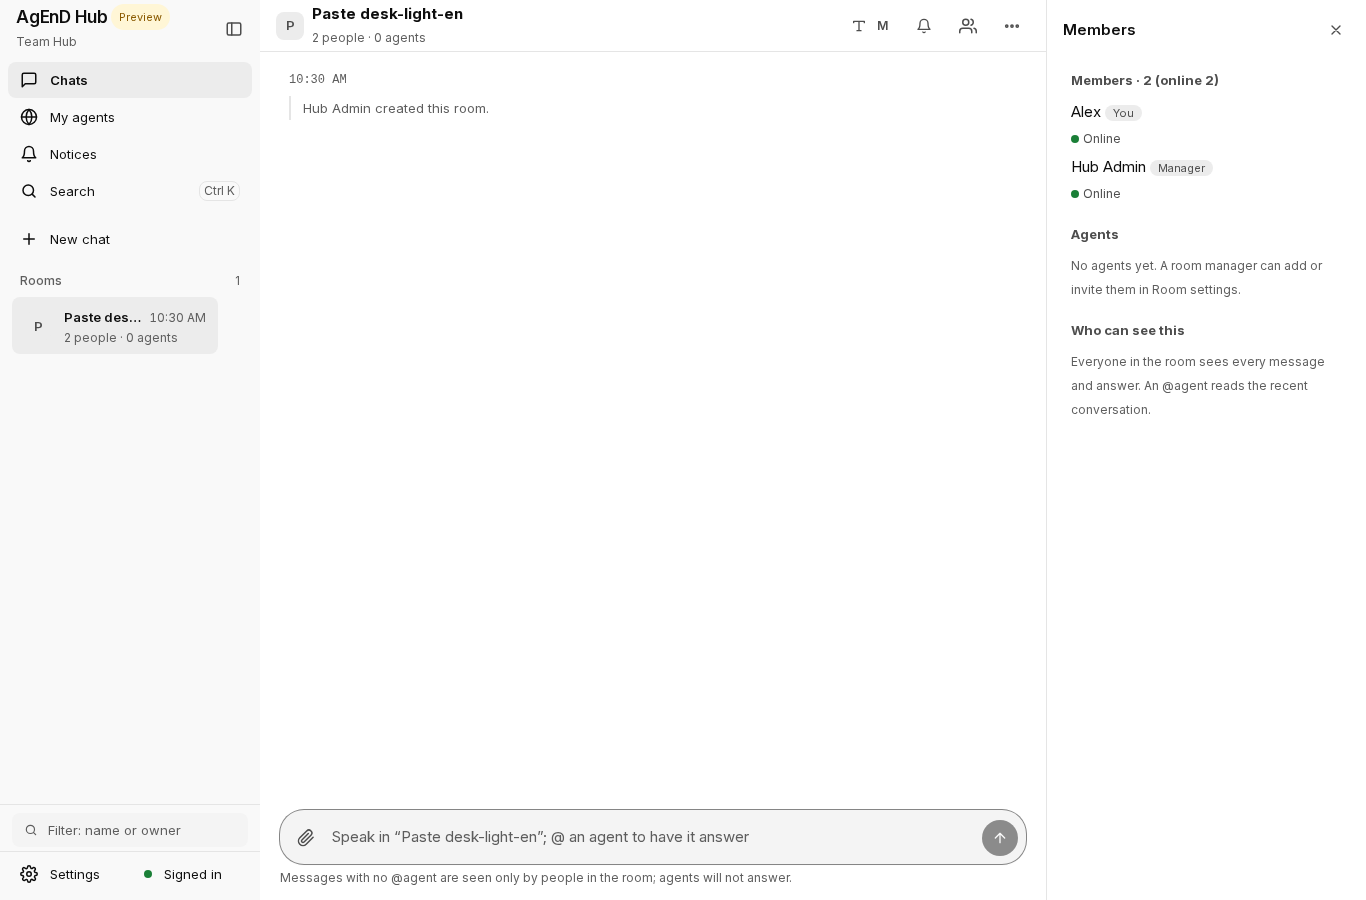 AgEnD Hub Preview
Team Hub
Chats
My agents
Notices
Search Ctrl K
New chat
Rooms 1
P Paste des… 10:30 AM
2 people · 0 agents
Filter: name or owner
Settings Signed in
P Paste desk-light-en
2 people · 0 agents
T M
10:30 AM
Hub Admin created this room.
Speak in “Paste desk-light-en”; @ an agent to have it answer
Messages with no @agent are seen only by people in the room; agents will not answer.
Members
Members · 2 (online 2)
Alex You
Online
Hub Admin Manager
Online
Agents
No agents yet. A room manager can add or
invite them in Room settings.
Who can see this
Everyone in the room sees every message
and answer. An @agent reads the recent
conversation.